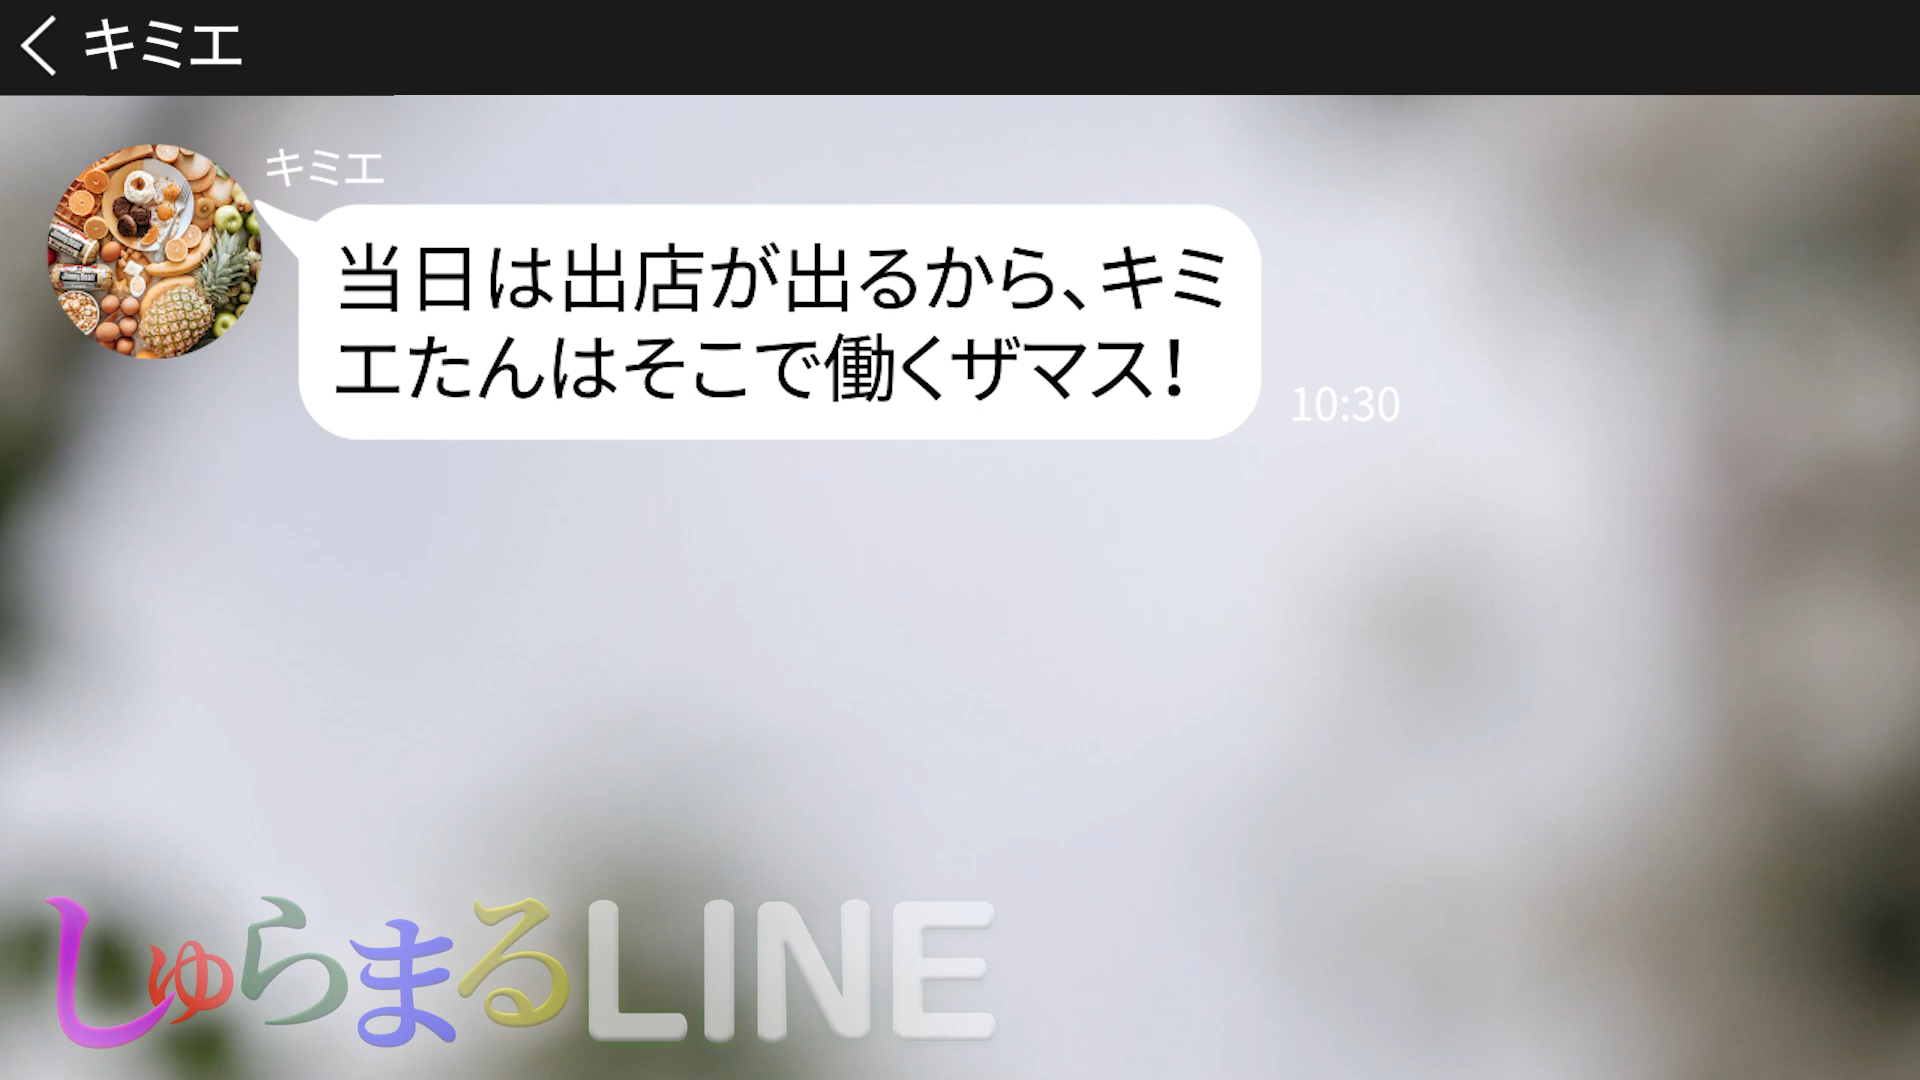 キミエ
キミエ
当日は出店が出るから、キミ
エたんはそこで働くザマス！
10:30
しゅらまるLINE